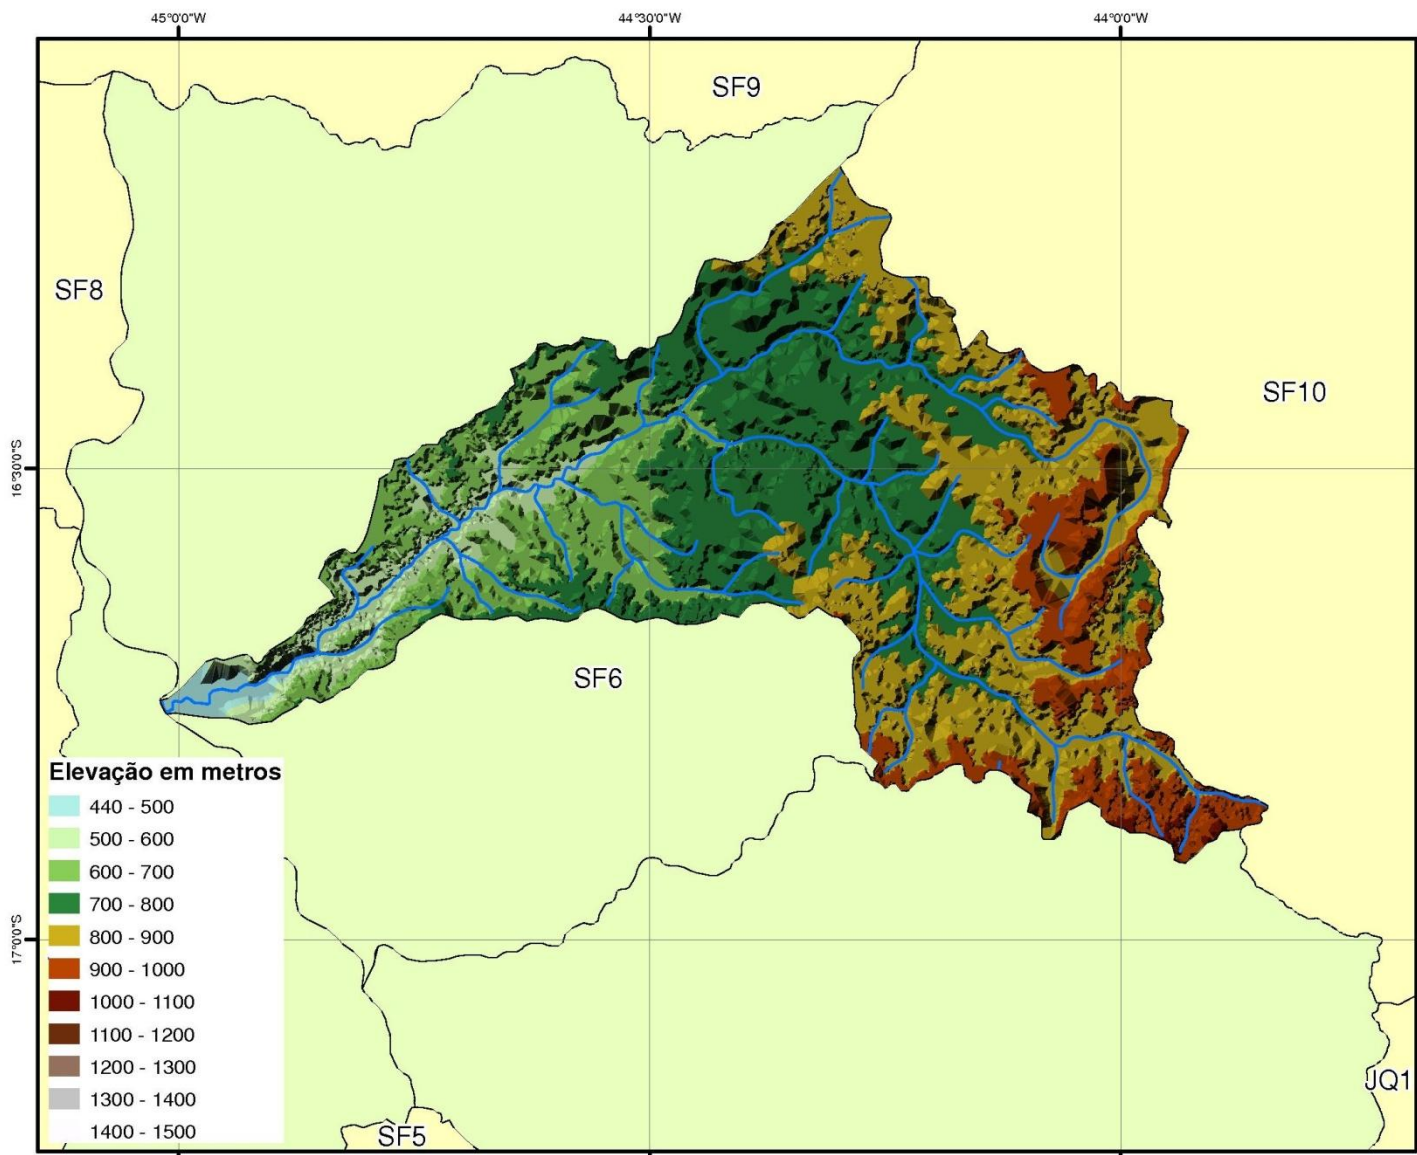 45°0'0"W
44°30'0"W
44°0'0"W
SF9
SF8
SF10
16°30'0"S
SF6
Elevação em metros
440 - 500
500 - 600
600 - 700
700 - 800
800 - 900
900 - 1000
1000 - 1100
1100 - 1200
1200 - 1300
1300 - 1400
1400 - 1500
17°0'0"S
JQ1
SF5